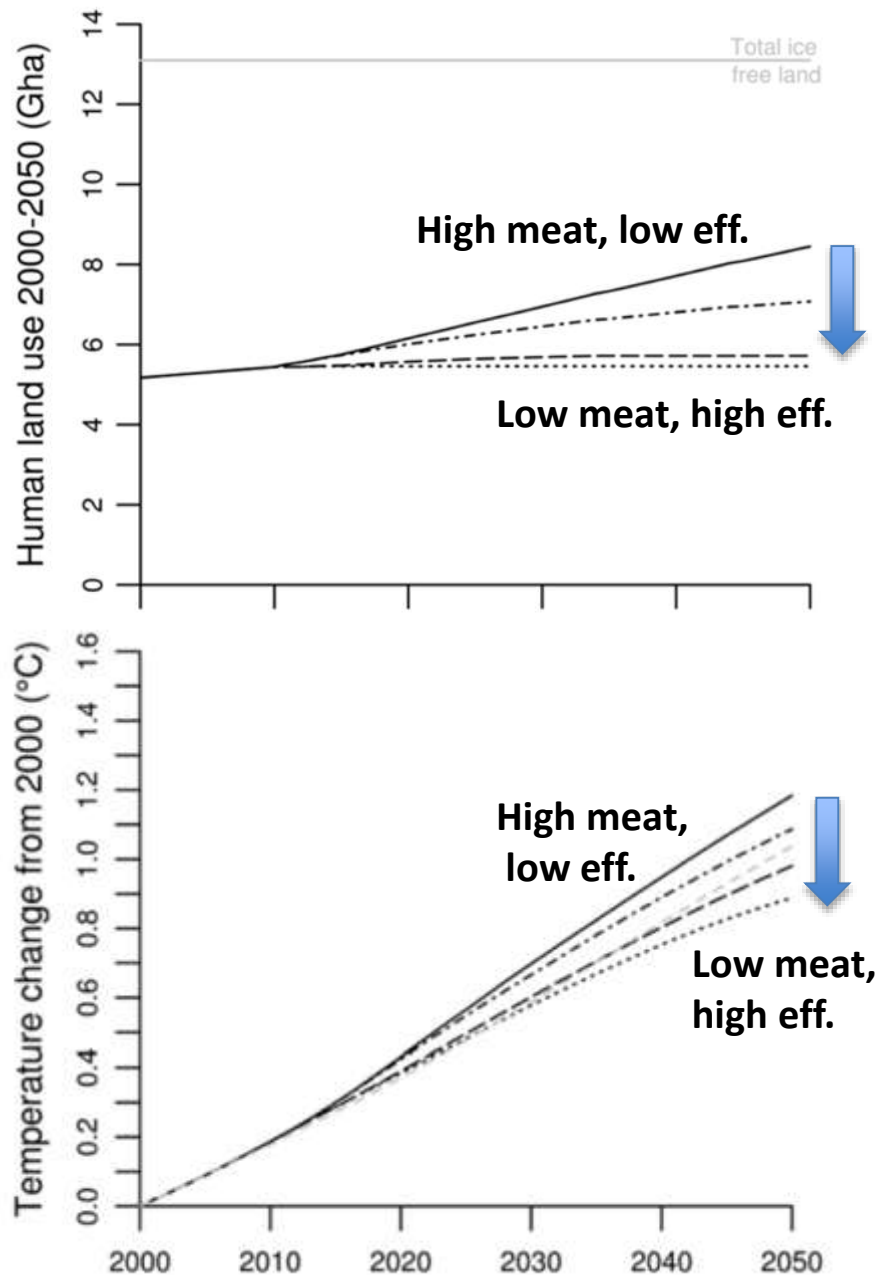 Human land use 2000-2050 (Gha)
14
12
10
8
6
4
2
0
Total ice
free land
High meat, low eff.
Low meat, high eff.
Temperature change from 2000 (°C)
1.6
1.4
1.2
1.0
0.8
0.6
0.4
0.2
0.0
High meat,
low eff.
Low meat,
high eff.
2000 2010 2020 2030 2040 2050